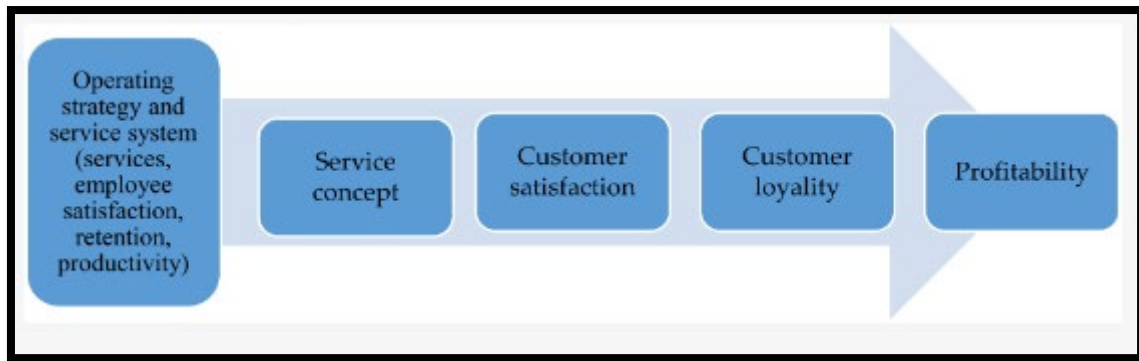 Operating
strategy and
service system
(services,
employee
satisfaction,
retention,
productivity)
Service
concept
Customer
satisfaction
Customer
loyality
Profitability